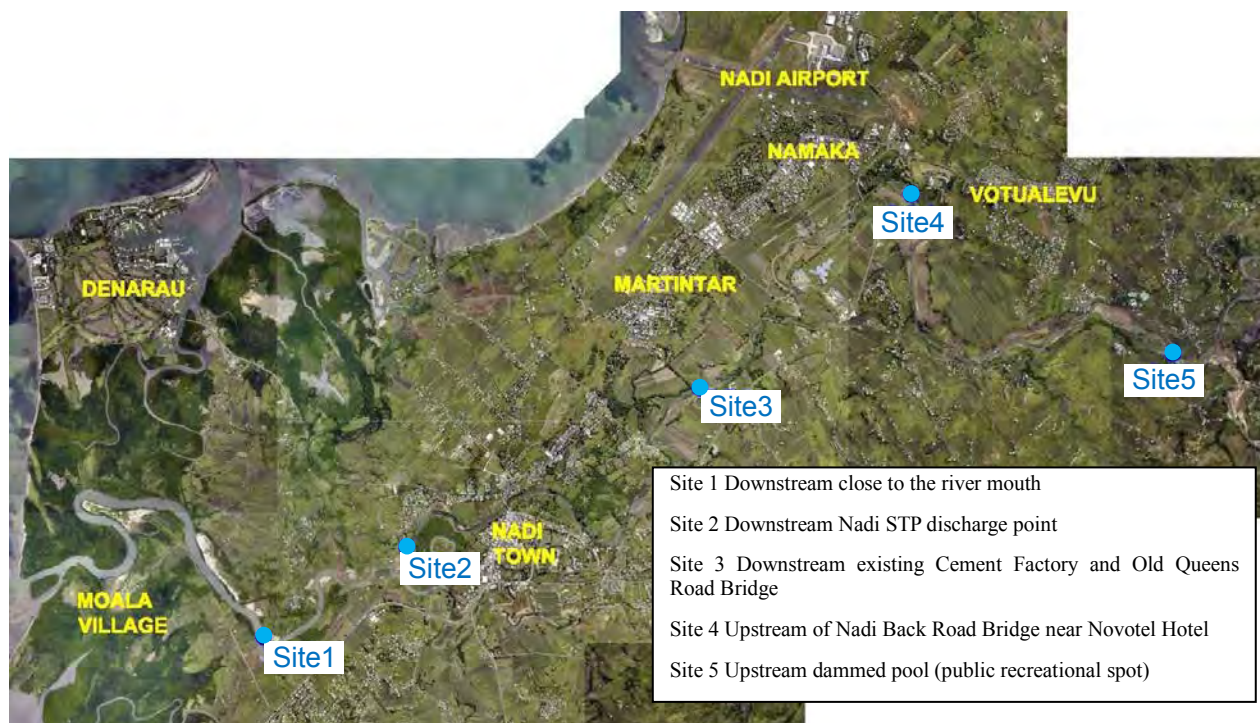 NADI AIRPORT
NAMAKA
VOTUALEVU
Site4
DENARAU
MARTINTAR
Site5
Site3
Site 1 Downstream close to the river mouth
Site 2 Downstream Nadi STP discharge point
Site 3 Downstream existing Cement Factory and Old Queens
Road Bridge
Site 4 Upstream of Nadi Back Road Bridge near Novotel Hotel
Site 5 Upstream dammed pool (public recreational spot)
NADI
TOWN
Site2
MOALA
VILLAGE
Site1